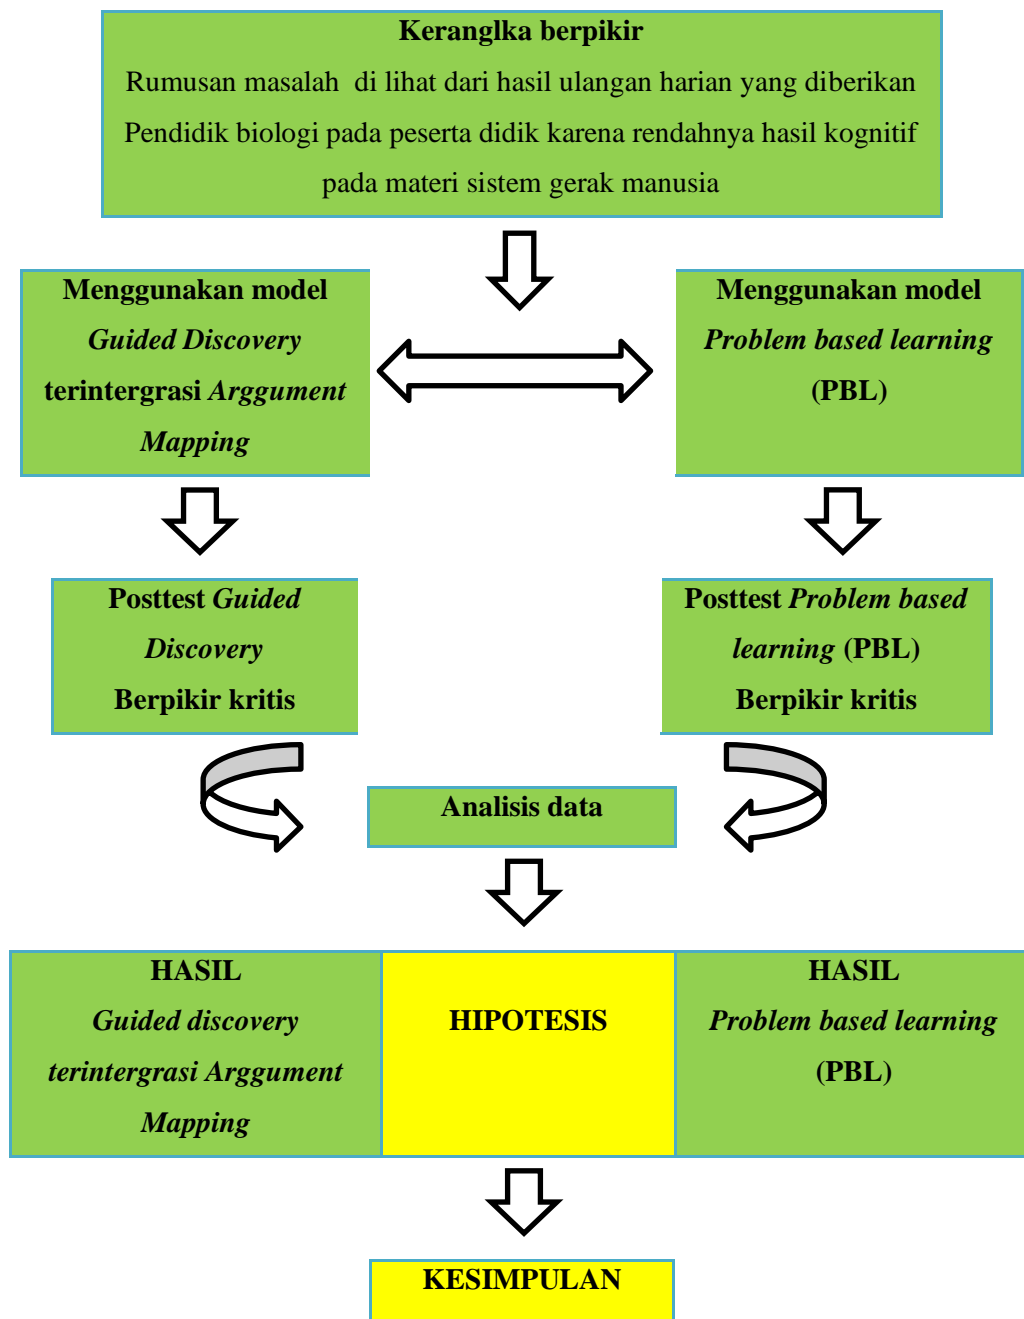 Keranglka berpikir
Rumusan masalah  di lihat dari hasil ulangan harian yang diberikan
Pendidik biologi pada peserta didik karena rendahnya hasil kognitif
pada materi sistem gerak manusia
Menggunakan model
Guided Discovery
terintergrasi Arggument
Mapping
Menggunakan model
Problem based learning
(PBL)
Posttest Guided
Discovery
Berpikir kritis
Posttest Problem based
learning (PBL)
Berpikir kritis
Analisis data
HASIL
Guided discovery
terintergrasi Arggument
Mapping
HIPOTESIS
HASIL
Problem based learning
(PBL)
KESIMPULAN